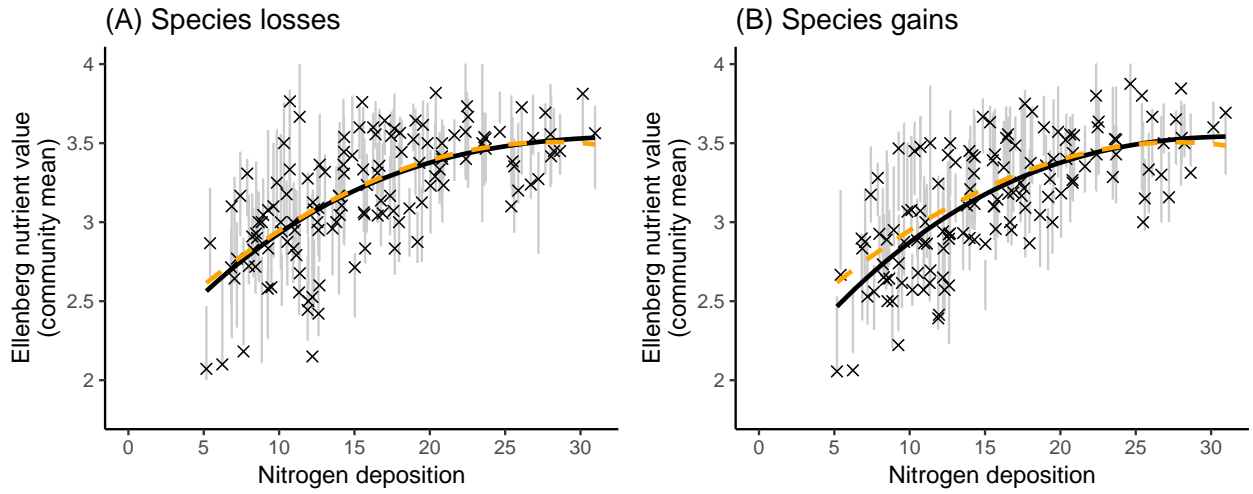 (A) Species losses
Ellenberg nutrient value
(community mean)
4
3.5
3
2.5
2
0 5 10 15 20 25 30
Nitrogen deposition
(B) Species gains
Ellenberg nutrient value
(community mean)
4
3.5
3
2.5
2
0 5 10 15 20 25 30
Nitrogen deposition